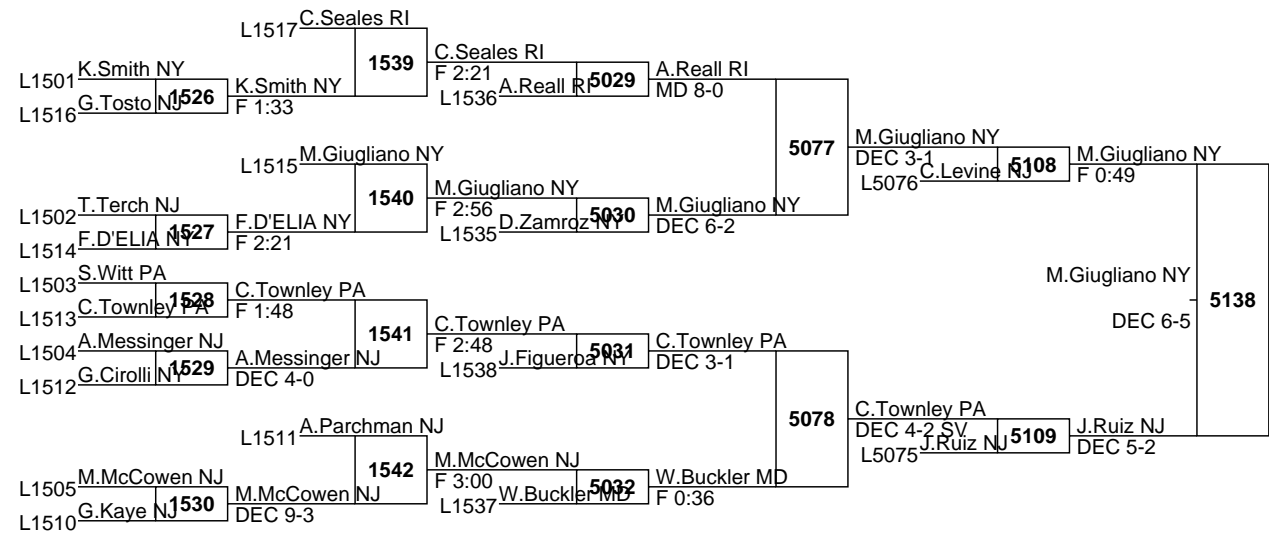 L1517 C.Seales RI
1539
C.Seales RI
F 2:21
L1501 K.Smith NY
1526
K.Smith NY
F 1:33
L1516 G.Tosto NJ
L1536 A.Reall RI
5029
A.Reall RI
MD 8-0
5077
M.Giugliano NY
DEC 3-1
L5076 C.Levine NJ
5108
M.Giugliano NY
F 0:49
L1515 M.Giugliano NY
1540
M.Giugliano NY
F 2:56
L1535 D.Zamroz NY
5030
M.Giugliano NY
DEC 6-2
L1502 T.Terch NJ
1527
F.D'ELIA NY
F 2:21
L1514 F.D'ELIA NY
L1503 S.Witt PA
1528
C.Townley PA
F 1:48
L1513 C.Townley PA
M.Giugliano NY
5138
DEC 6-5
1541
C.Townley PA
F 2:48
L1538 J.Figueroa NY
5031
C.Townley PA
DEC 3-1
L1504 A.Messinger NJ
1529
A.Messinger NJ
DEC 4-0
L1512 G.Cirolli NY
5078
C.Townley PA
DEC 4-2 SV
L5075 J.Ruiz NJ
5109
J.Ruiz NJ
DEC 5-2
L1511 A.Parchman NJ
1542
M.McCowen NJ
F 3:00
L1537 W.Buckler MD
5032
W.Buckler MD
F 0:36
L1505 M.McCowen NJ
1530
M.McCowen NJ
DEC 9-3
L1510 G.Kaye NJ